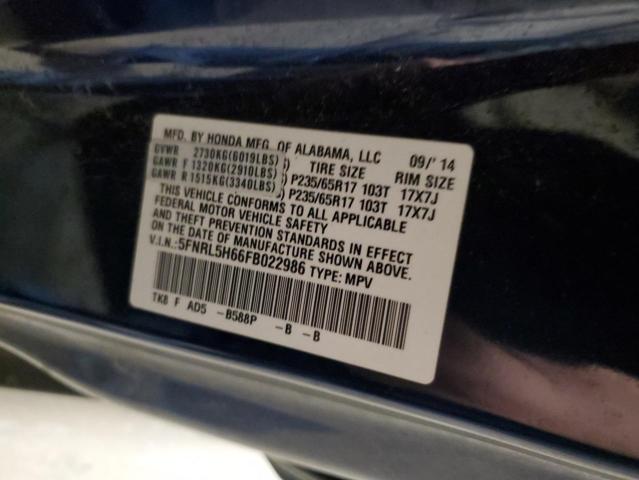 MFD. BY HONDA MFG. OF ALABAMA, LLC 09/'14
GVWR 2730KG(6019LBS) TIRE SIZE RIM SIZE
GAWR F 1320KG(2910LBS) P235/65R17 103T 17X7J
GAWR R 1515KG(3340LBS) P235/65R17 103T 17X7J
THIS VEHICLE CONFORMS TO ALL APPLICABLE
FEDERAL MOTOR VEHICLE SAFETY
AND THEFT PREVENTION STANDARDS IN EFFECT
ON THE DATE OF MANUFACTURE SHOWN ABOVE.
V.I.N.:5FNRL5H66FB022986 TYPE: MPV
TK8 F AD5 -B588P -B -B